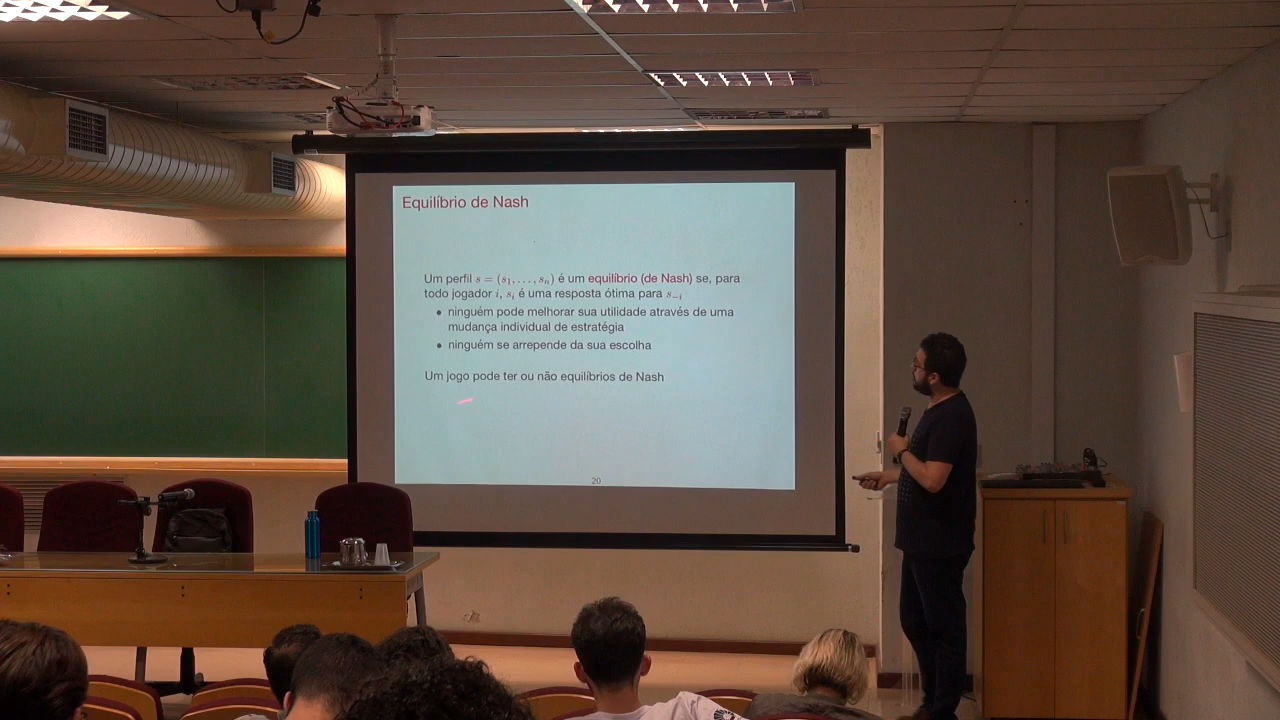 Equilíbrio de Nash
Um perfil s = (s₁, . . . , sₙ) é um equilíbrio (de Nash) se, para
todo jogador i, sᵢ é uma resposta ótima para s₋ᵢ
• ninguém pode melhorar sua utilidade através de uma
mudança individual de estratégia
• ninguém se arrepende da sua escolha
Um jogo pode ter ou não equilíbrios de Nash
20